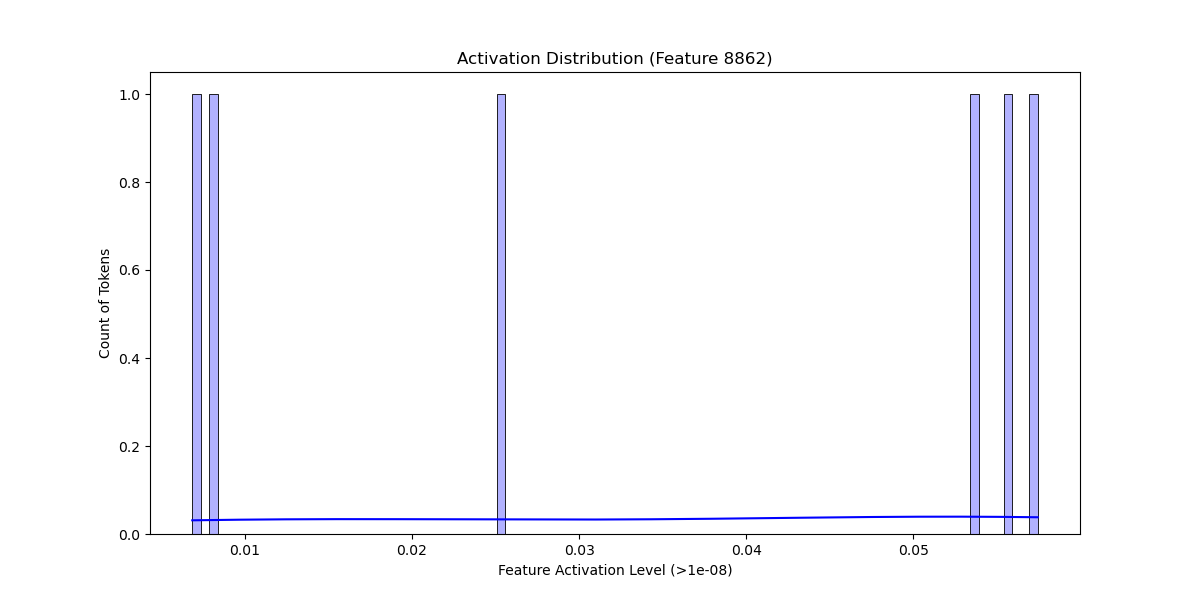 Activation Distribution (Feature 8862)
Count of Tokens
1.0
0.8
0.6
0.4
0.2
0.0
0.01 0.02 0.03 0.04 0.05
Feature Activation Level (>1e-08)